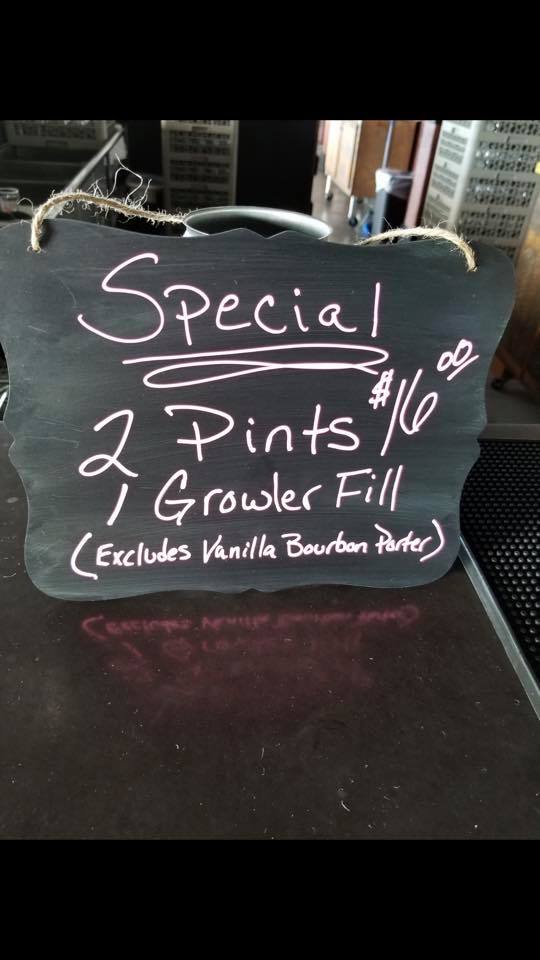 Special
2 Pints $16.00
1 Growler Fill
(Excludes Vanilla Bourbon Porter)